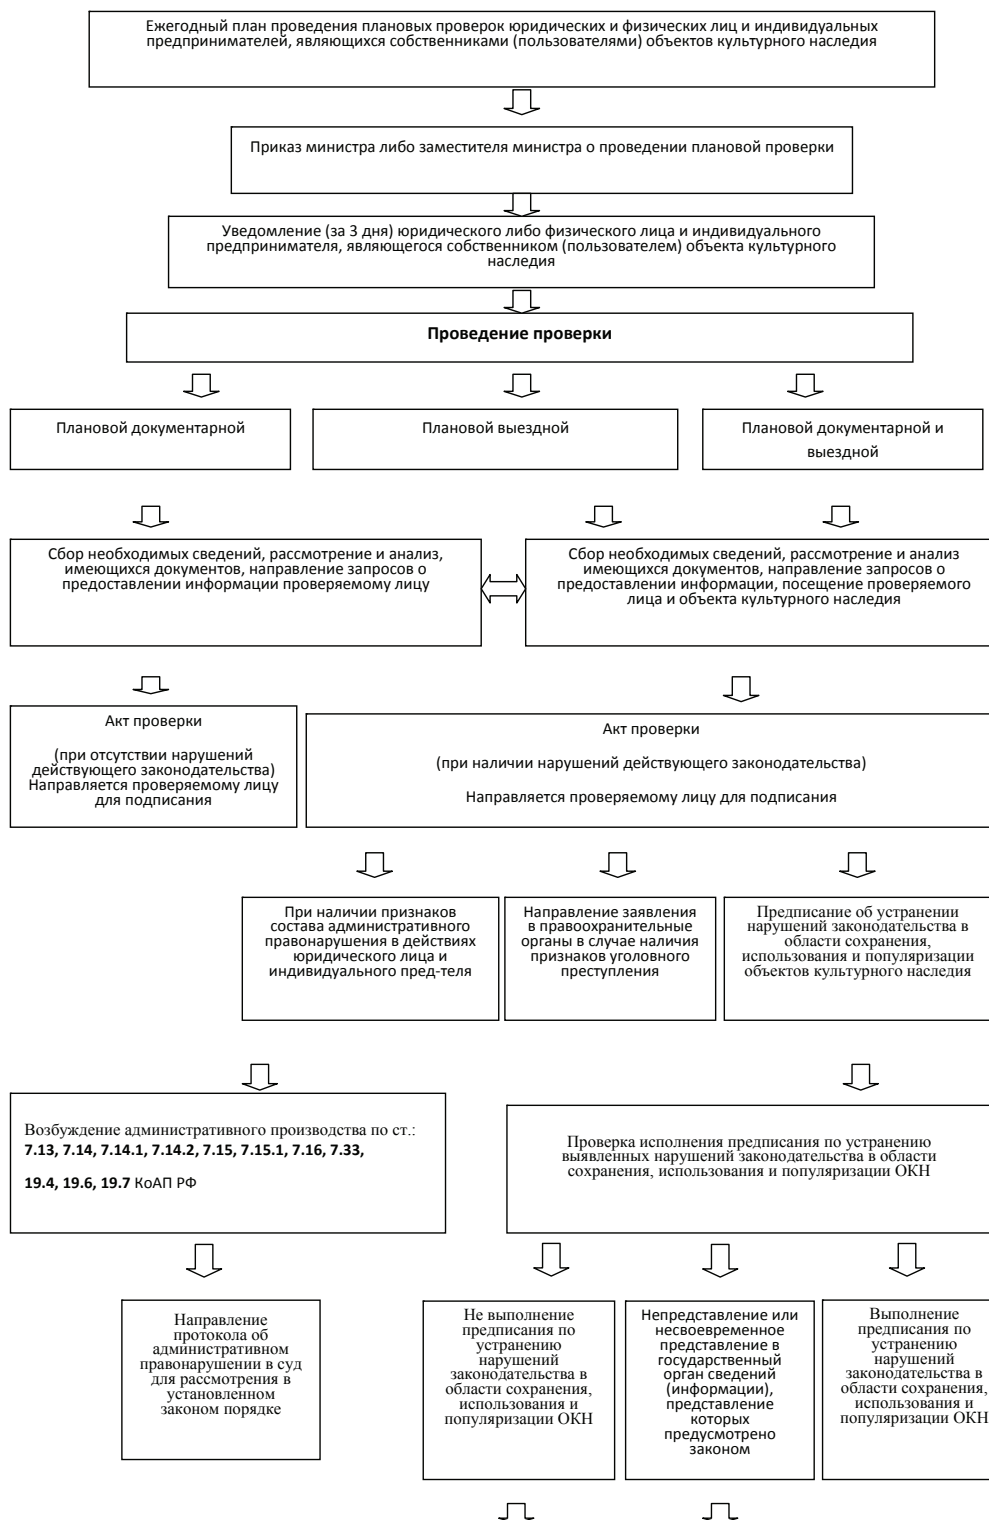 Ежегодный план проведения плановых проверок юридических и физических лиц и индивидуальных
предпринимателей, являющихся собственниками (пользователями) объектов культурного наследия
Приказ министра либо заместителя министра о проведении плановой проверки
Уведомление (за 3 дня) юридического либо физического лица и индивидуального
предпринимателя, являющегося собственником (пользователем) объекта культурного
наследия
Проведение проверки
Плановой документарной
Плановой выездной
Плановой документарной и
выездной
Сбор необходимых сведений, рассмотрение и анализ,
имеющихся документов, направление запросов о
предоставлении информации проверяемому лицу
Сбор необходимых сведений, рассмотрение и анализ
имеющихся документов, направление запросов о
предоставлении информации, посещение проверяемого
лица и объекта культурного наследия
Акт проверки
(при отсутствии нарушений
действующего законодательства)
Направляется проверяемому лицу
для подписания
Акт проверки
(при наличии нарушений действующего законодательства)
Направляется проверяемому лицу для подписания
При наличии признаков
состава административного
правонарушения в действиях
юридического лица и
индивидуального пред-теля
Направление заявления
в правоохранительные
органы в случае наличия
признаков уголовного
преступления
Предписание об устранении
нарушений законодательства в
области сохранения,
использования и популяризации
объектов культурного наследия
Возбуждение административного производства по ст.:
7.13, 7.14, 7.14.1, 7.14.2, 7.15, 7.15.1, 7.16, 7.33,
19.4, 19.6, 19.7 КоАП РФ
Проверка исполнения предписания по устранению
выявленных нарушений законодательства в области
сохранения, использования и популяризации ОКН
Направление
протокола об
административном
правонарушении в суд
для рассмотрения в
установленном
законом порядке
Не выполнение
предписания по
устранению
нарушений
законодательства в
области сохранения,
использования и
популяризации ОКН
Непредставление или
несвоевременное
представление в
государственный
орган сведений
(информации),
представление
которых
предусмотрено
законом
Выполнение
предписания по
устранению
нарушений
законодательства в
области сохранения,
использования и
популяризации ОКН